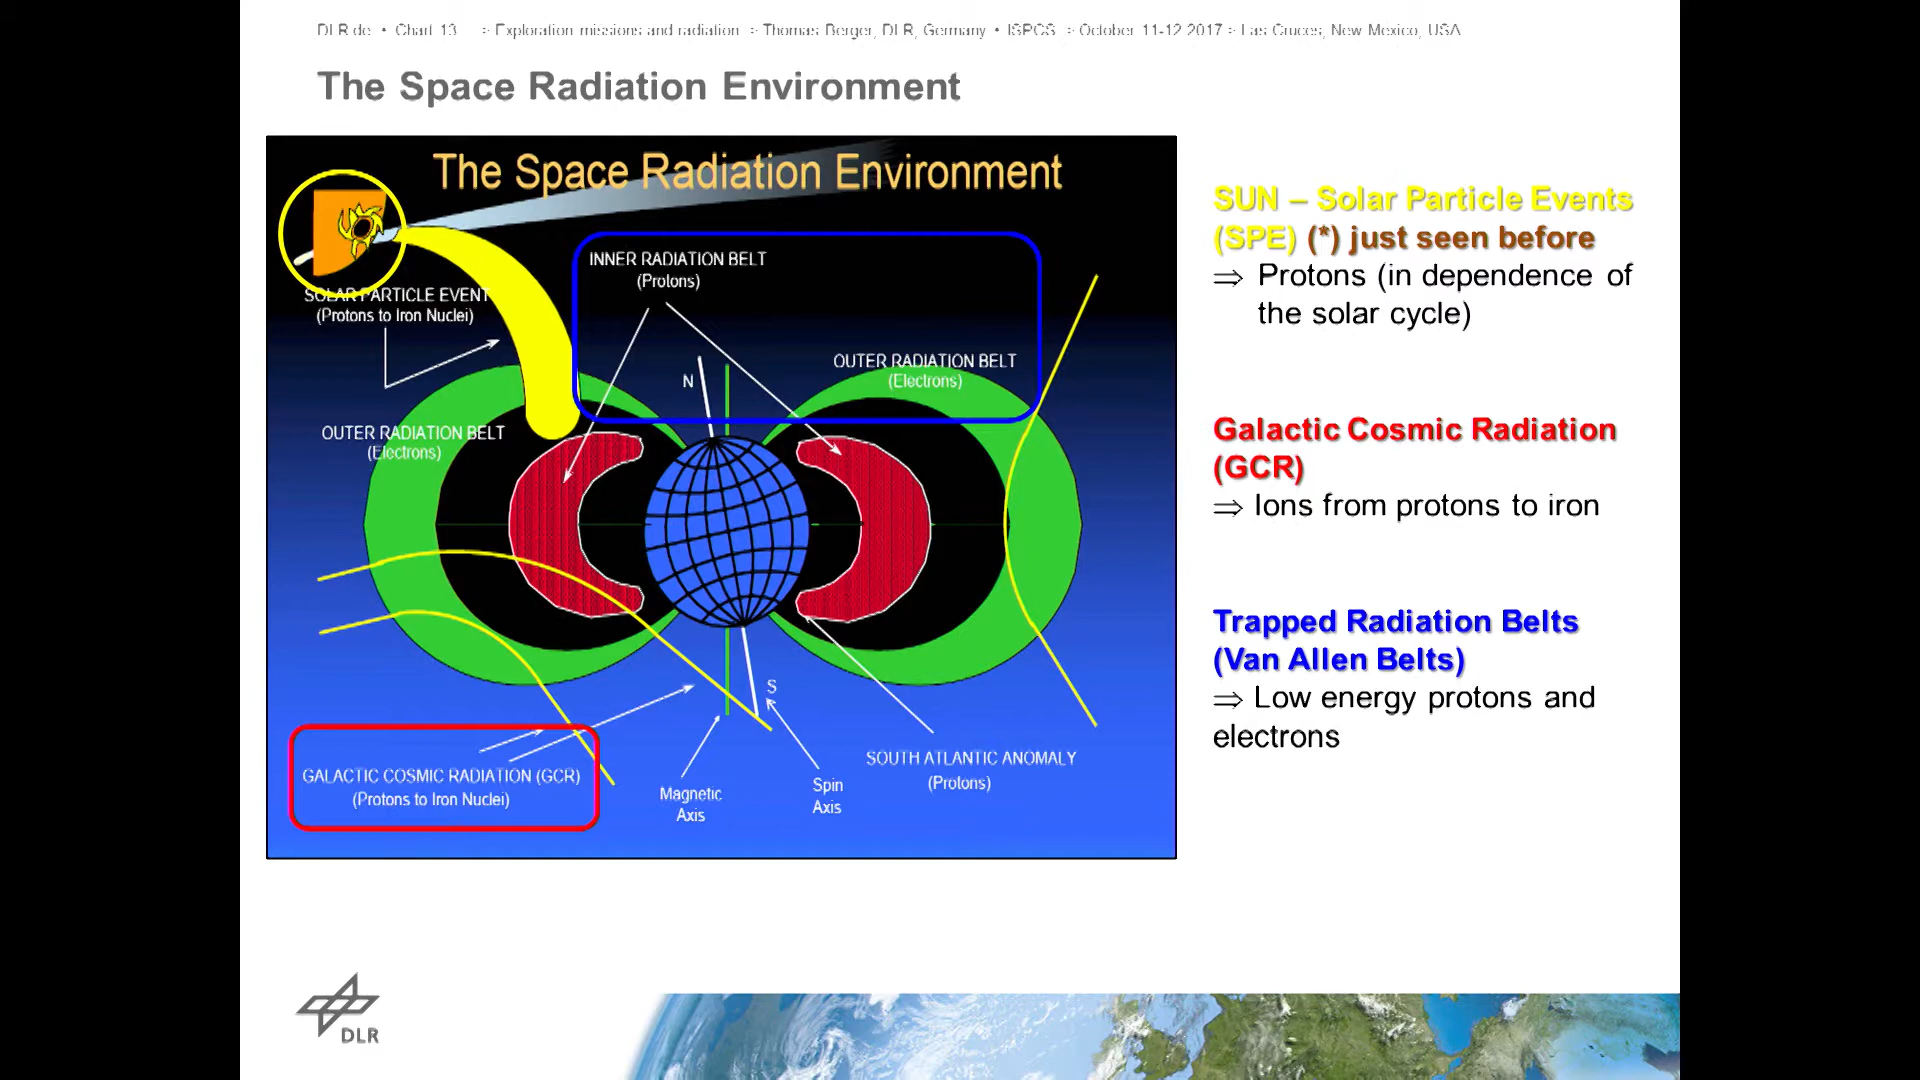 DLR.de • Chart 13 > Exploration missions and radiation > Thomas Berger, DLR, Germany • ISPCS > October 11-12 2017 > Las Cruces, New Mexico, USA
The Space Radiation Environment
The Space Radiation Environment
INNER RADIATION BELT
(Protons)
SOLAR PARTICLE EVENT
(Protons to Iron Nuclei)
OUTER RADIATION BELT
(Electrons)
N
OUTER RADIATION BELT
(Electrons)
S
GALACTIC COSMIC RADIATION (GCR)
(Protons to Iron Nuclei)
Magnetic
Axis
Spin
Axis
SOUTH ATLANTIC ANOMALY
(Protons)
SUN – Solar Particle Events
(SPE) (*) just seen before
⇒ Protons (in dependence of
the solar cycle)
Galactic Cosmic Radiation
(GCR)
⇒ Ions from protons to iron
Trapped Radiation Belts
(Van Allen Belts)
⇒ Low energy protons and
electrons
DLR